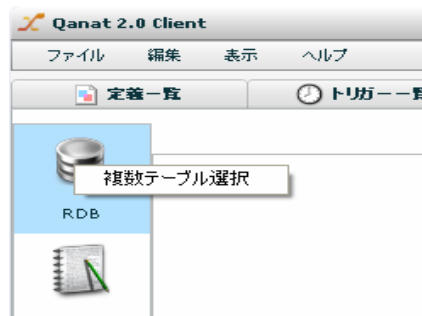 Qanat 2.0 Client
ファイル 編集 表示 ヘルプ
定義一覧 トリガー一覧
複数テーブル選択
RDB